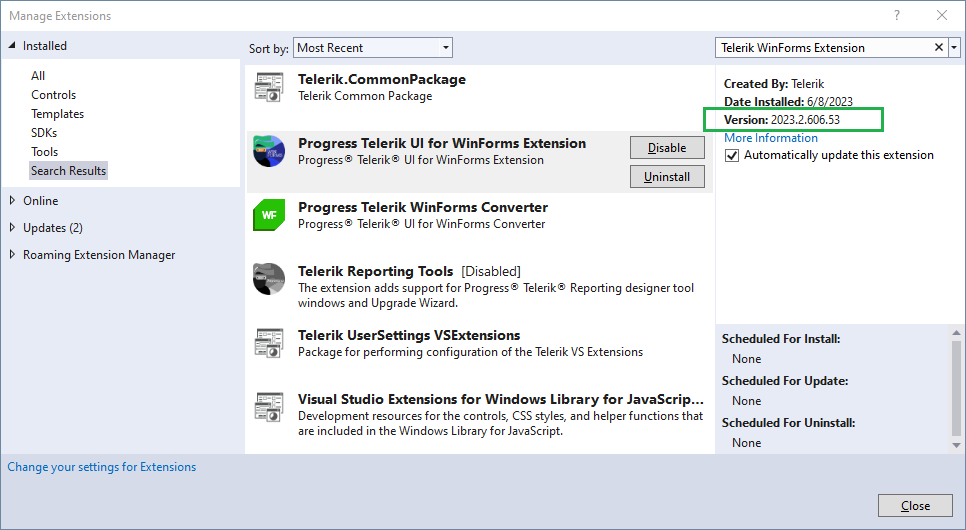 Manage Extensions
?
Installed
All
Controls
Templates
SDKs
Tools
Search Results
Online
Updates (2)
Roaming Extension Manager
Sort by: Most Recent
Telerik.CommonPackage
Telerik Common Package
Progress Telerik UI for WinForms Extension
Progress® Telerik® UI for WinForms Extension
Disable
Uninstall
WF
Progress Telerik WinForms Converter
Progress® Telerik® UI for WinForms Converter
Telerik Reporting Tools [Disabled]
The extension adds support for Progress® Telerik® Reporting designer tool
windows and Upgrade Wizard.
Telerik UserSettings VSExtensions
Package for performing configuration of the Telerik VS Extensions
Visual Studio Extensions for Windows Library for JavaScrip...
Development resources for the controls, CSS styles, and helper functions that
are included in the Windows Library for JavaScript.
Telerik WinForms Extension
Created By: Telerik
Date Installed: 6/8/2023
Version: 2023.2.606.53
More Information
Automatically update this extension
Scheduled For Install:
None
Scheduled For Update:
None
Scheduled For Uninstall:
None
Change your settings for Extensions
Close